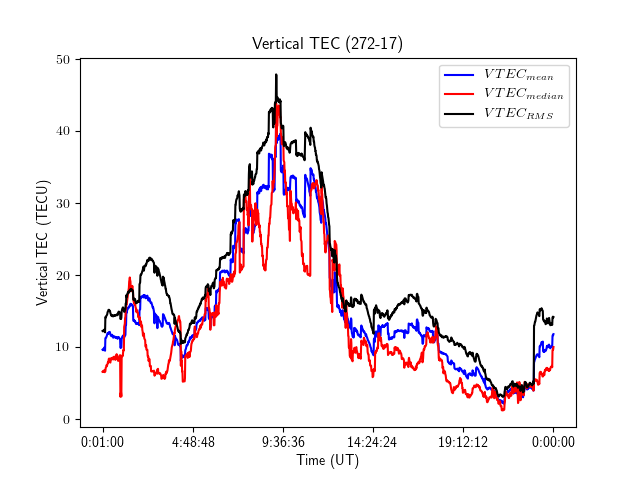 Vertical TEC (272-17)
VTEC_mean
VTEC_median
VTEC_RMS
Vertical TEC (TECU)
50
40
30
20
10
0
0:01:00 4:48:48 9:36:36 14:24:24 19:12:12 0:00:00
Time (UT)